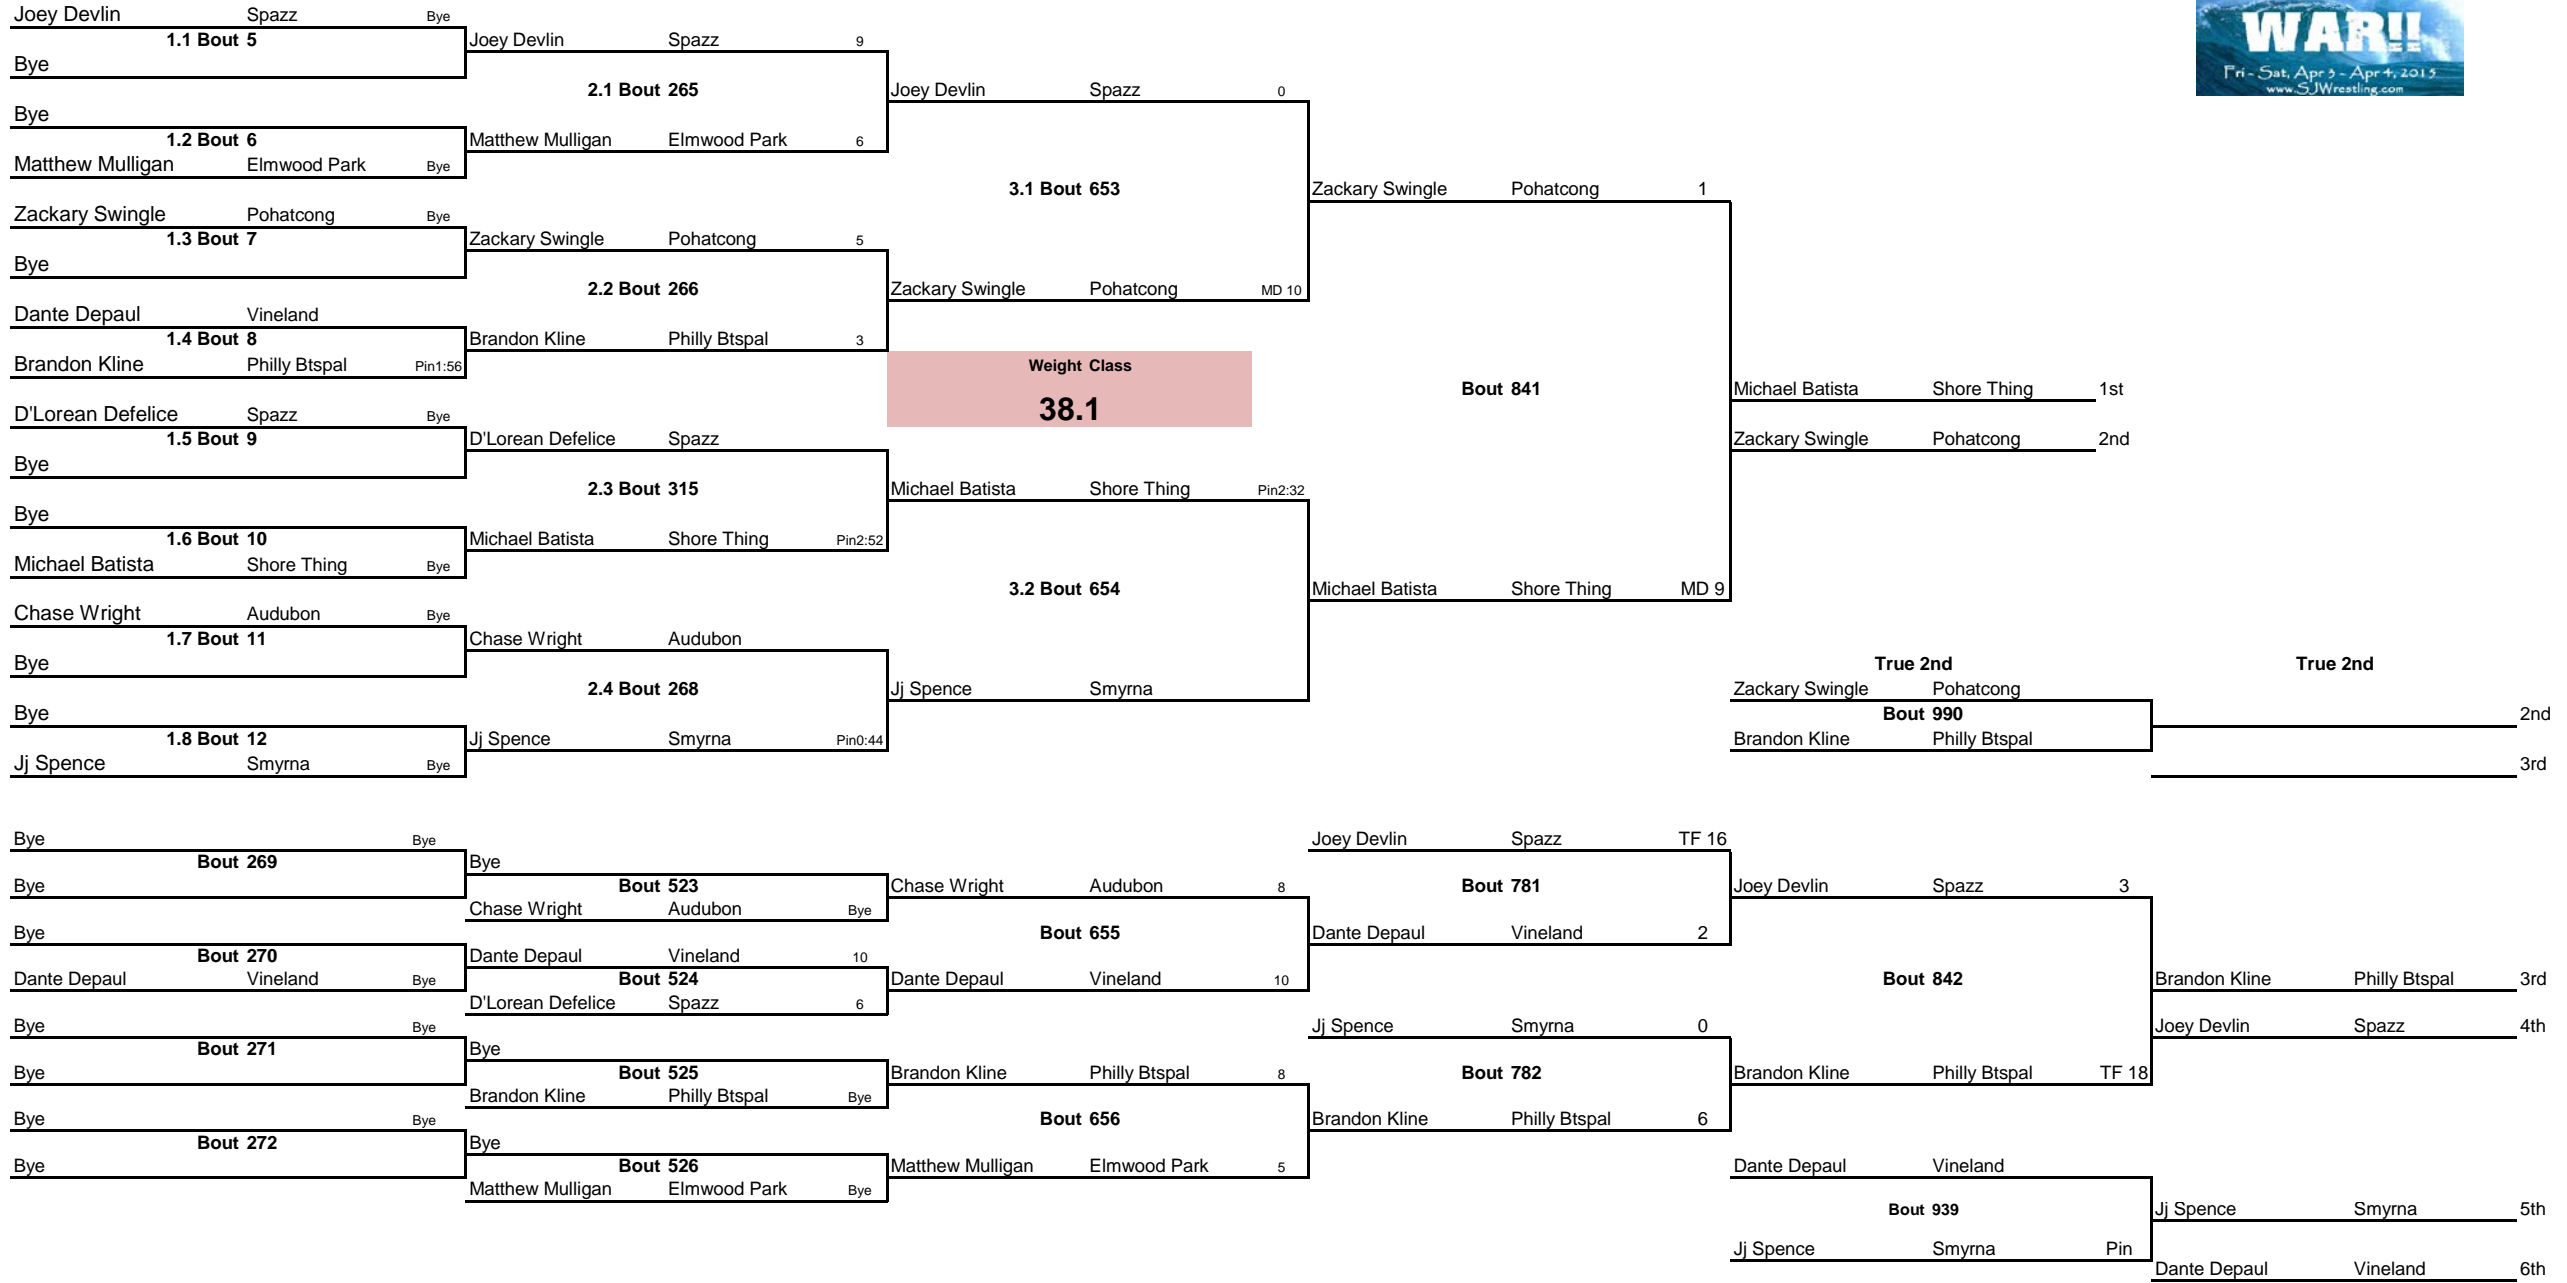 WAR!!
Fri - Sat, Apr 3 - Apr 4, 2015
www.SJWrestling.com
Joey Devlin Spazz Bye
1.1 Bout 5
Bye
Bye
1.2 Bout 6
Matthew Mulligan Elmwood Park Bye
Zackary Swingle Pohatcong Bye
1.3 Bout 7
Bye
Dante Depaul Vineland
1.4 Bout 8
Brandon Kline Philly Btspal Pin1:56
D'Lorean Defelice Spazz Bye
1.5 Bout 9
Bye
Bye
1.6 Bout 10
Michael Batista Shore Thing Bye
Chase Wright Audubon Bye
1.7 Bout 11
Bye
Bye
1.8 Bout 12
Jj Spence Smyrna Bye
Joey Devlin Spazz 9
2.1 Bout 265
Matthew Mulligan Elmwood Park 6
Zackary Swingle Pohatcong 5
2.2 Bout 266
Brandon Kline Philly Btspal 3
D'Lorean Defelice Spazz
2.3 Bout 315
Michael Batista Shore Thing Pin2:52
Chase Wright Audubon
2.4 Bout 268
Jj Spence Smyrna Pin0:44
Joey Devlin Spazz 0
3.1 Bout 653
Zackary Swingle Pohatcong MD 10
Weight Class
38.1
Michael Batista Shore Thing Pin2:32
3.2 Bout 654
Jj Spence Smyrna
Zackary Swingle Pohatcong 1
Bout 841
Michael Batista Shore Thing MD 9
Michael Batista Shore Thing 1st
Zackary Swingle Pohatcong 2nd
True 2nd True 2nd
Zackary Swingle Pohatcong
Bout 990
Brandon Kline Philly Btspal
2nd
3rd
Bye Bye
Bout 269
Bye
Bye
Bout 270
Dante Depaul Vineland Bye
Bye Bye
Bout 271
Bye
Bye Bye
Bout 272
Bye
Bye
Bout 523
Chase Wright Audubon Bye
Dante Depaul Vineland 10
Bout 524
D'Lorean Defelice Spazz 6
Bye
Bout 525
Brandon Kline Philly Btspal Bye
Bye
Bout 526
Matthew Mulligan Elmwood Park Bye
Chase Wright Audubon 8
Bout 655
Dante Depaul Vineland 10
Brandon Kline Philly Btspal 8
Bout 656
Matthew Mulligan Elmwood Park 5
Joey Devlin Spazz TF 16
Bout 781
Dante Depaul Vineland 2
Jj Spence Smyrna 0
Bout 782
Brandon Kline Philly Btspal 6
Joey Devlin Spazz 3
Bout 842
Brandon Kline Philly Btspal TF 18
Brandon Kline Philly Btspal 3rd
Joey Devlin Spazz 4th
Dante Depaul Vineland
Bout 939
Jj Spence Smyrna Pin
Jj Spence Smyrna 5th
Dante Depaul Vineland 6th